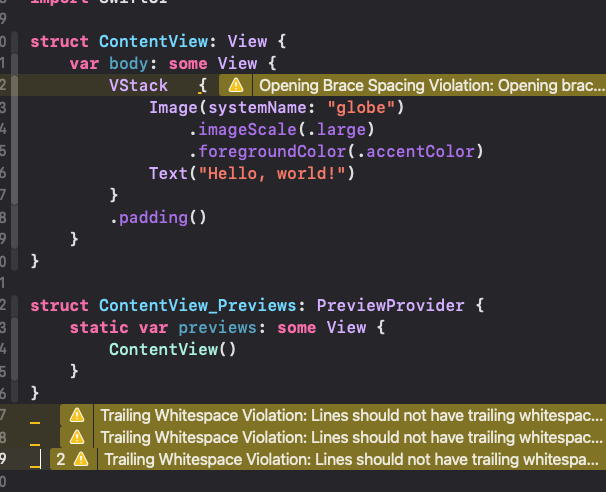 9
0 struct ContentView: View {
1 var body: some View {
2 VStack   { Opening Brace Spacing Violation: Opening brac...
3 Image(systemName: "globe")
4 .imageScale(.large)
5 .foregroundColor(.accentColor)
6 Text("Hello, world!")
7 }
8 .padding()
9 }
0 }
1
2 struct ContentView_Previews: PreviewProvider {
3 static var previews: some View {
4 ContentView()
5 }
6 }
7 Trailing Whitespace Violation: Lines should not have trailing whitespac...
8 Trailing Whitespace Violation: Lines should not have trailing whitespac...
9 2 Trailing Whitespace Violation: Lines should not have trailing whitespa...
0